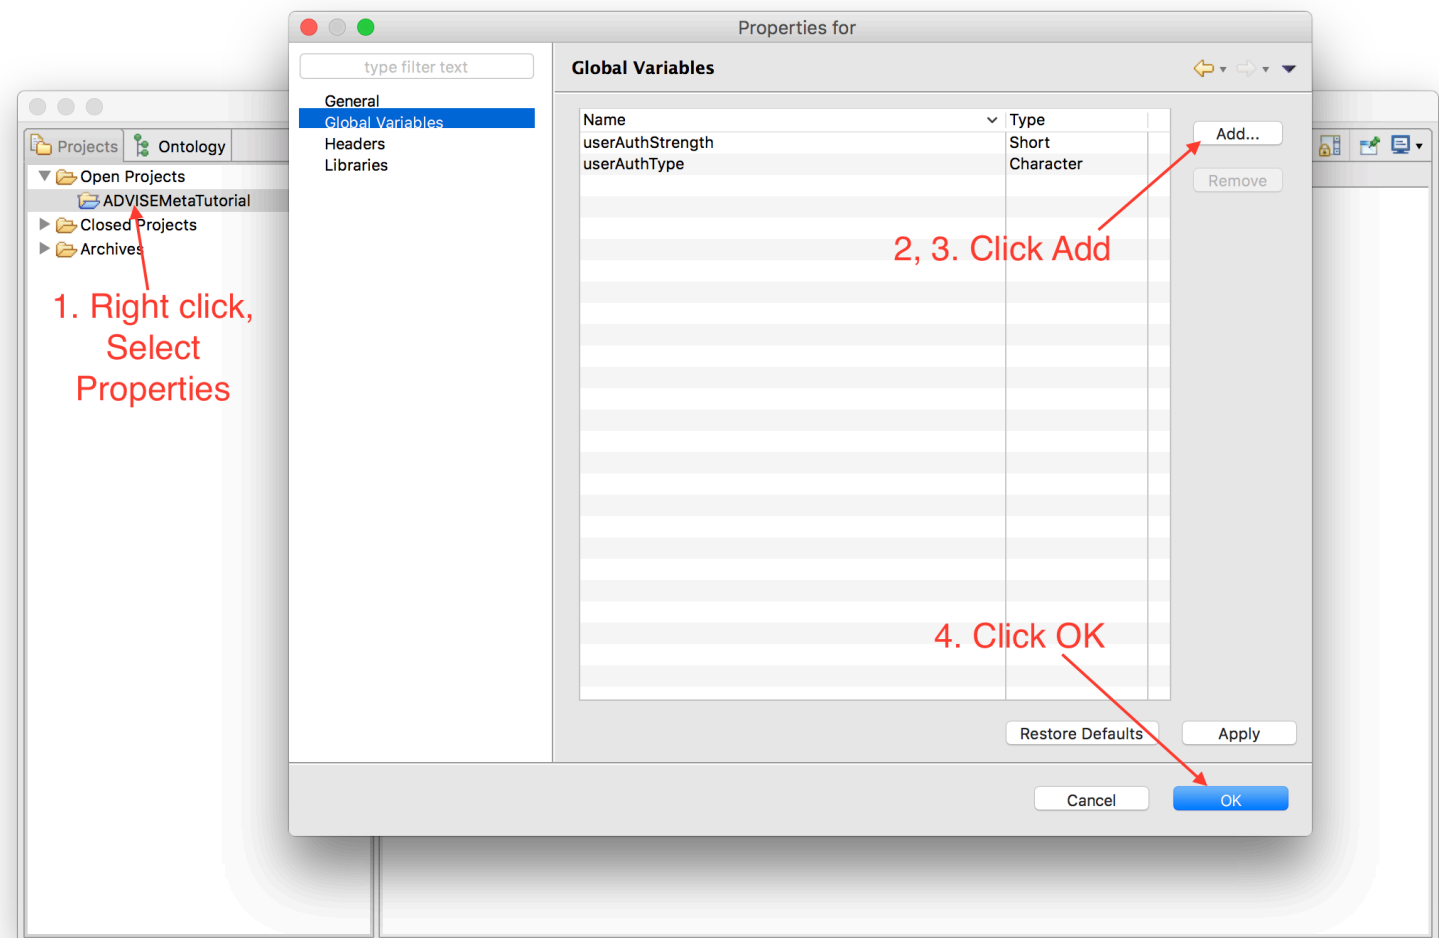 Properties for
type filter text
Global Variables
General
Global Variables
Headers
Libraries
Name
Type
userAuthStrength
Short
userAuthType
Character
Add...
Remove
Projects
Ontology
Open Projects
ADVISEMetaTutorial
Closed Projects
Archives
2, 3. Click Add
1. Right click,
Select
Properties
4. Click OK
Restore Defaults
Apply
Cancel
OK